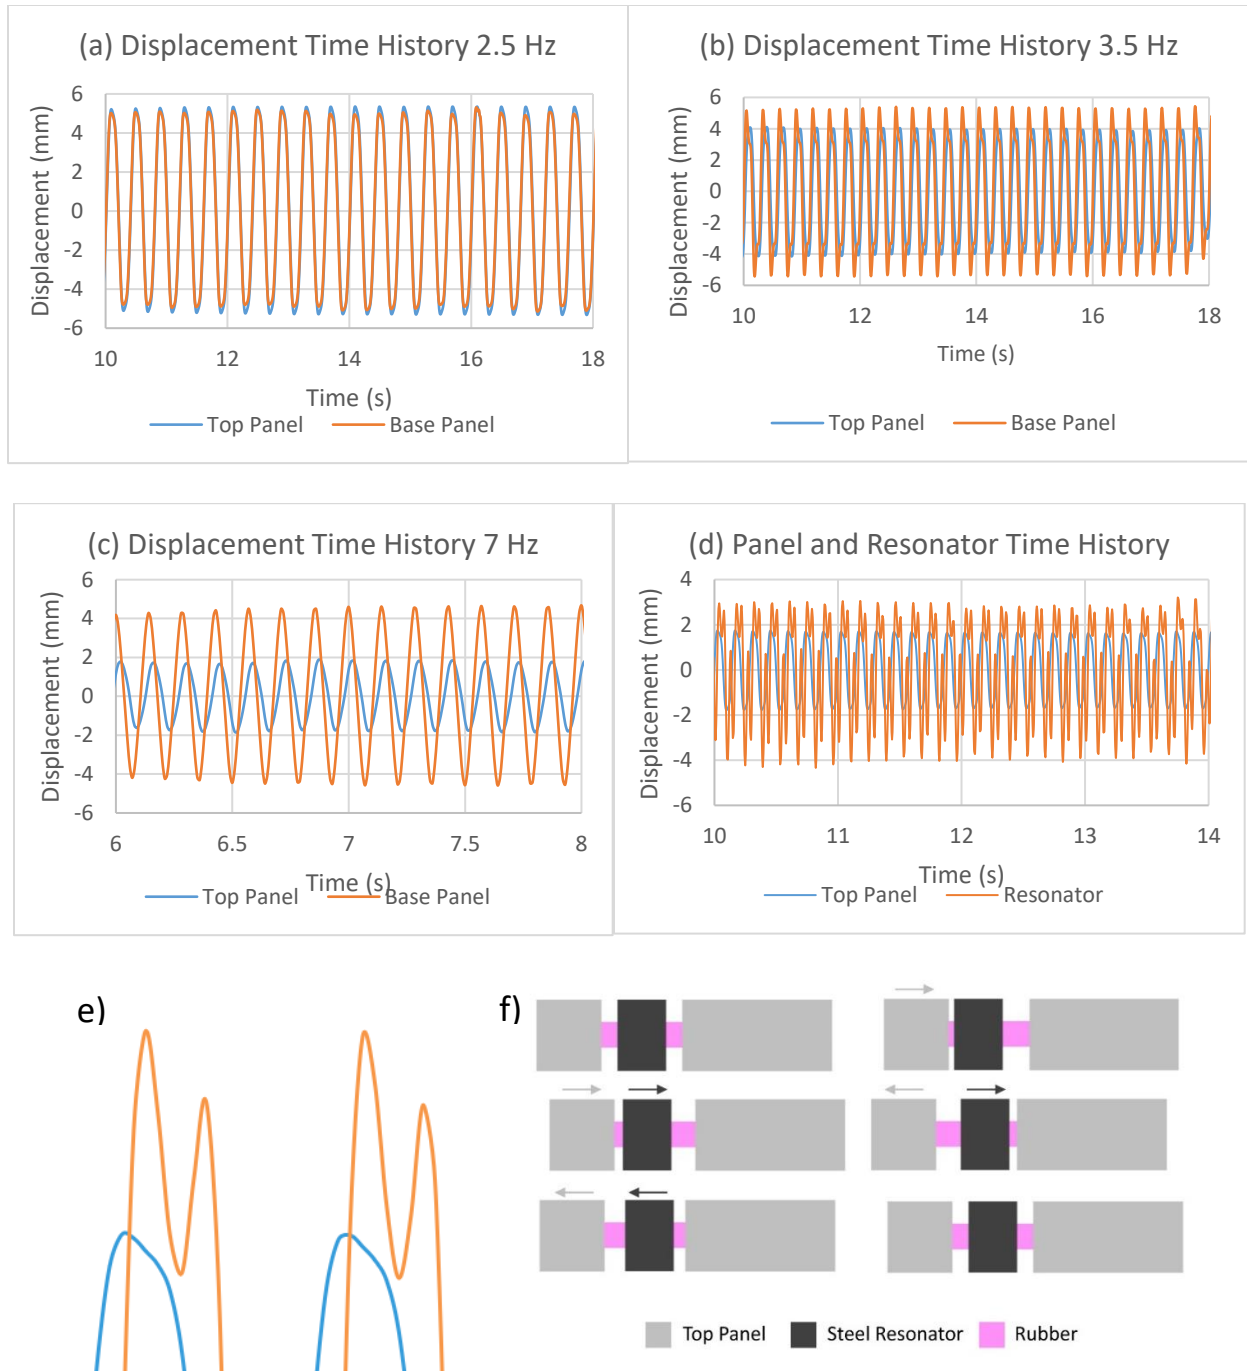 (a) Displacement Time History 2.5 Hz
Displacement (mm)
6
4
2
0
-2
-4
-6
10 12 14 16 18
Time (s)
Top Panel Base Panel
(b) Displacement Time History 3.5 Hz
Displacement (mm)
6
4
2
0
-2
-4
-6
10 12 14 16 18
Time (s)
Top Panel Base Panel
(c) Displacement Time History 7 Hz
Displacement (mm)
6
4
2
0
-2
-4
-6
6 6.5 7 7.5 8
Time (s)
Top Panel Base Panel
(d) Panel and Resonator Time History
Displacement (mm)
4
2
0
-2
-4
-6
10 11 12 13 14
Time (s)
Top Panel Resonator
e)
f)
Top Panel Steel Resonator Rubber